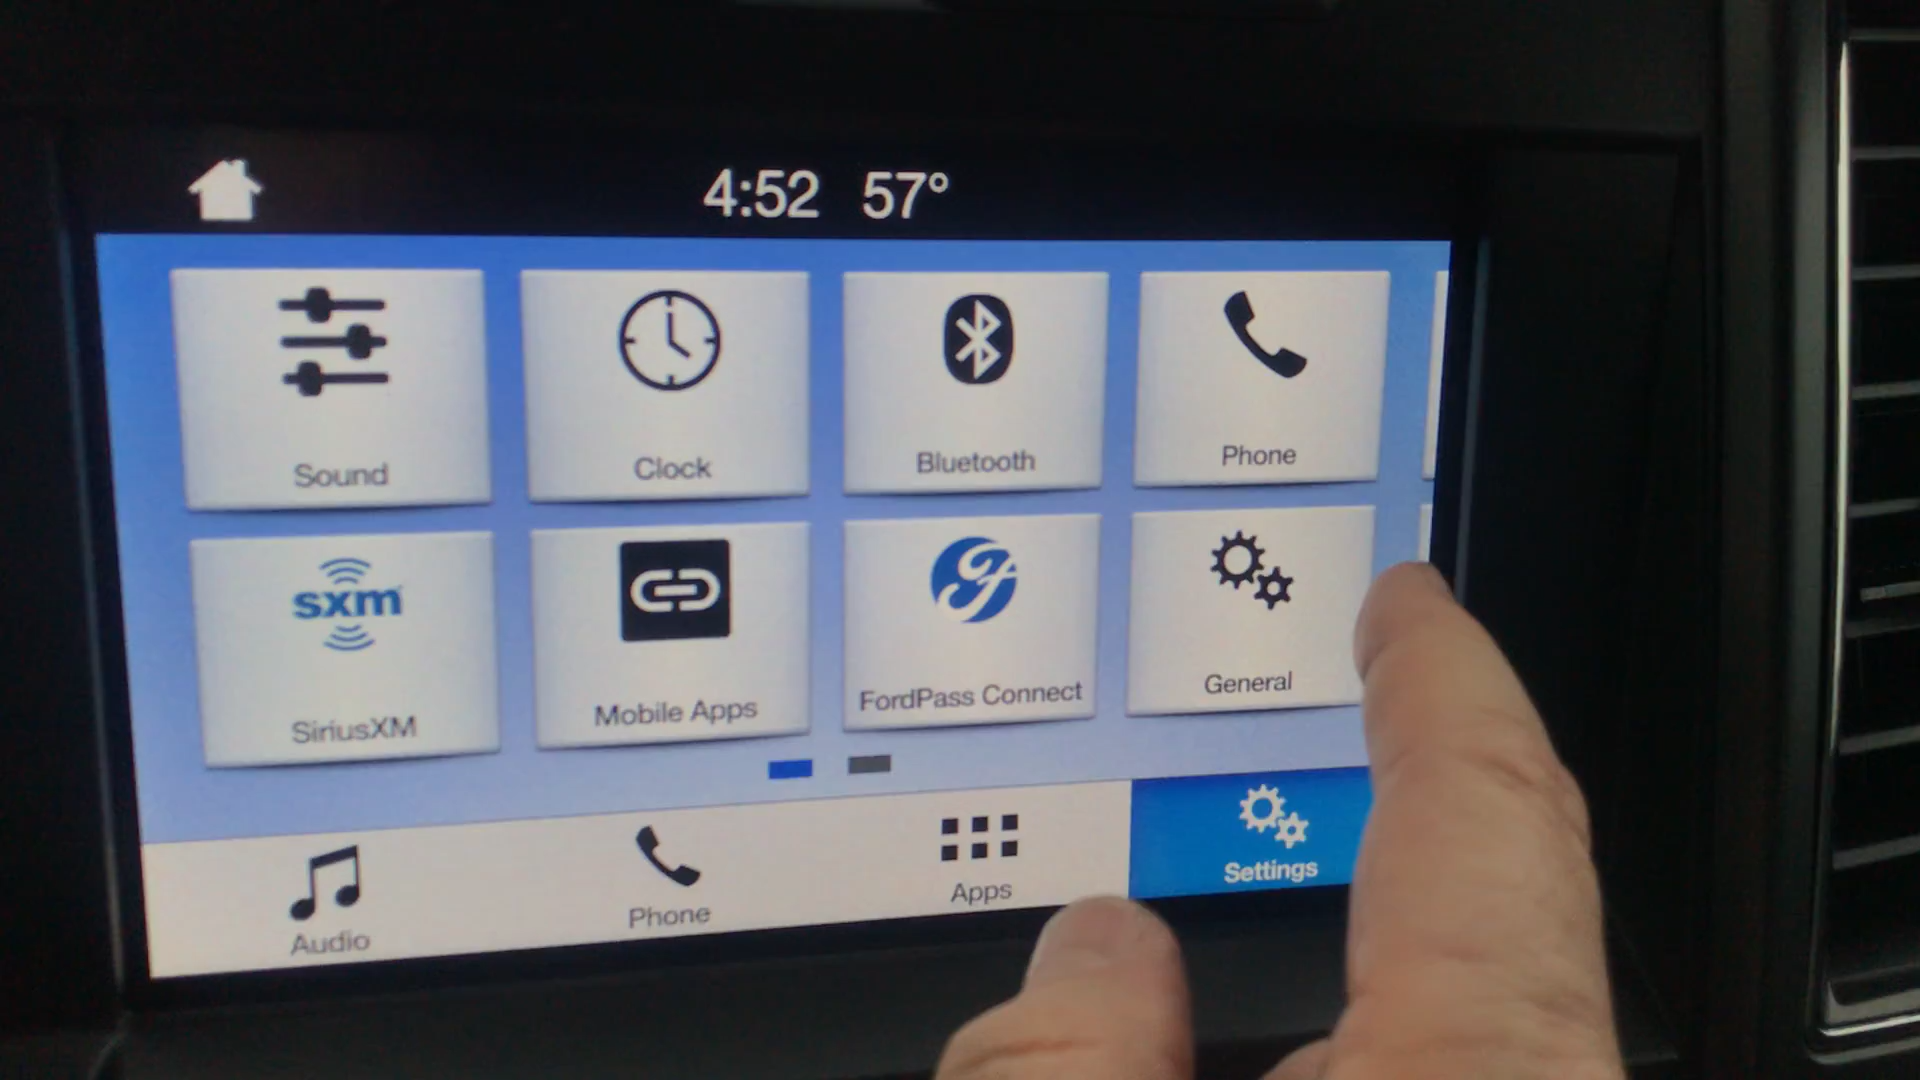 4:52 57°
Sound
Clock
Bluetooth
Phone
sxm
SiriusXM
Mobile Apps
FordPass Connect
General
Audio
Phone
Apps
Settings